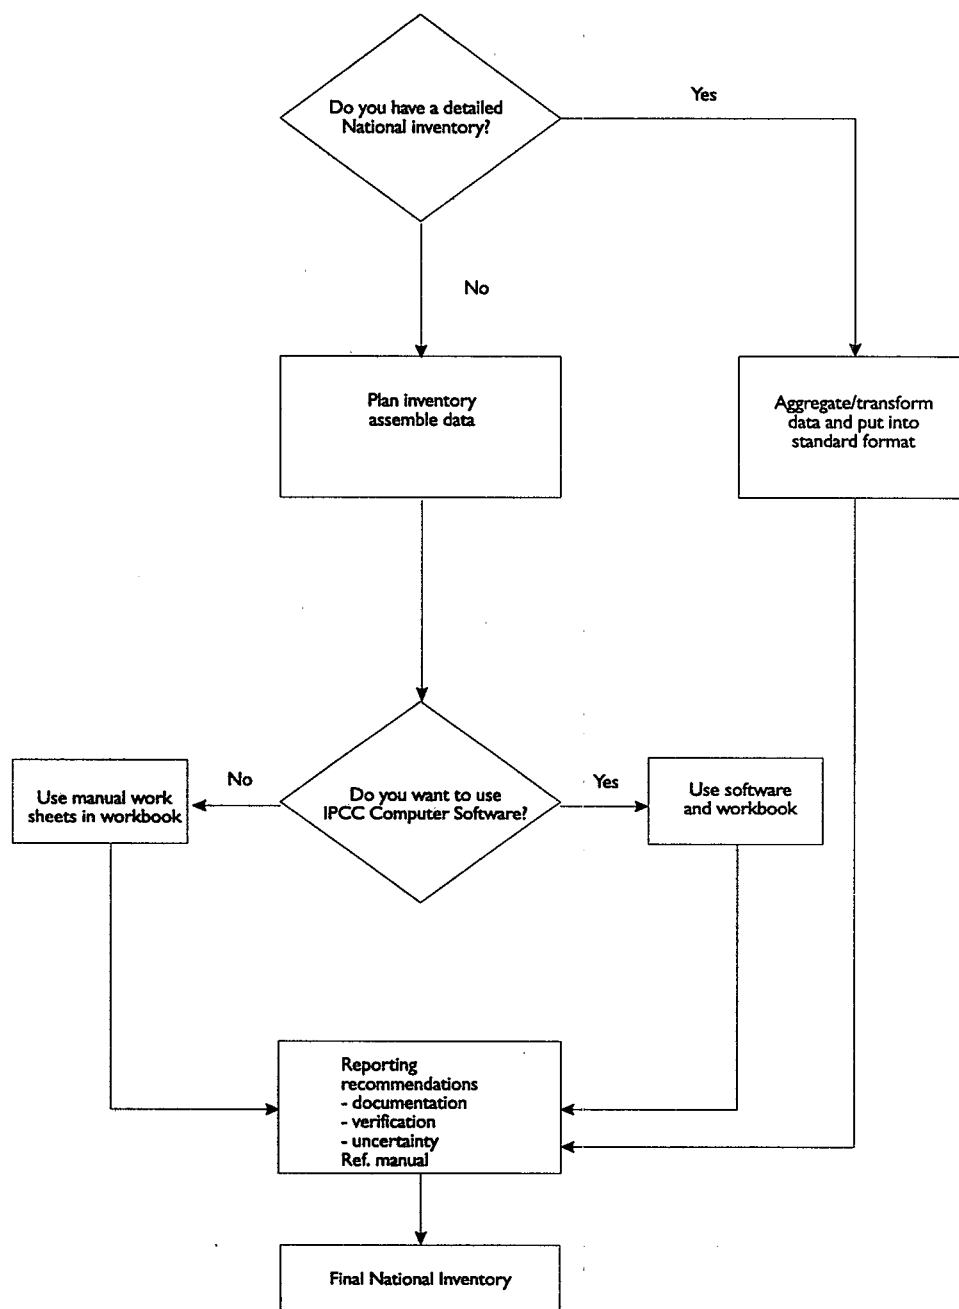 Do you have a detailed
National inventory?
Yes
No
Plan inventory
assemble data
Aggregate/transform
data and put into
standard format
No
Use manual work
sheets in workbook
Do you want to use
IPCC Computer Software?
Yes
Use software
and workbook
Reporting
recommendations
- documentation
- verification
- uncertainty
Ref. manual
Final National Inventory